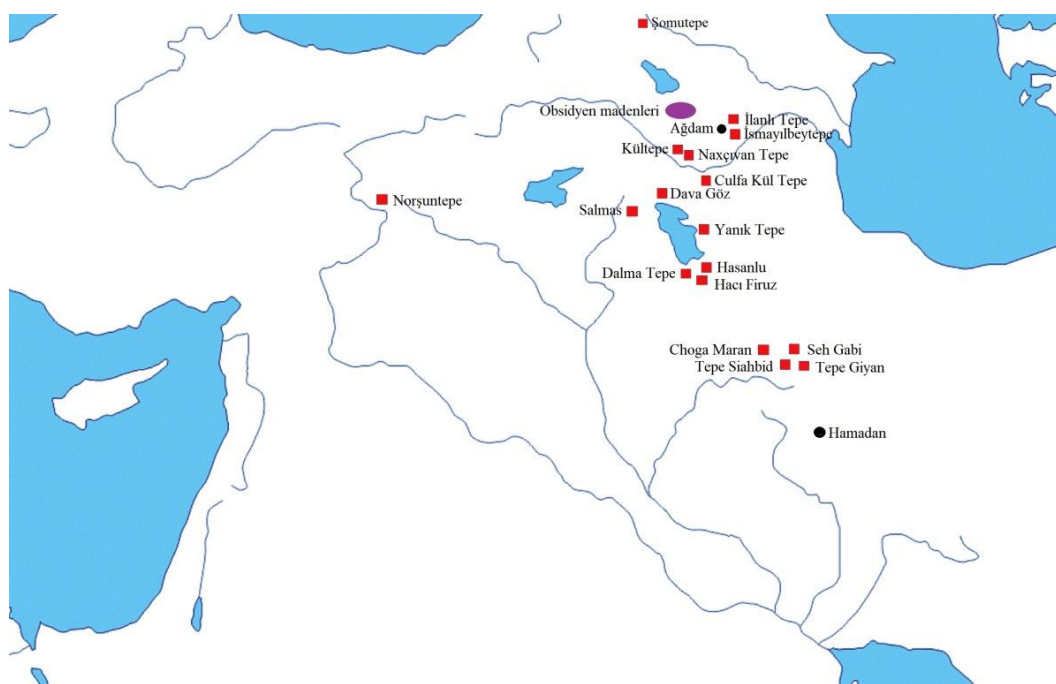 Şomutepe
Obsidyen madenleri
İlanlı Tepe
Ağdam
İsmayılbeytepe
Kültepe
Naxçıvan Tepe
Culfa Kül Tepe
Dava Göz
Norşuntepe
Salmas
Yanık Tepe
Dalma Tepe
Hasanlu
Hacı Firuz
Choga Maran
Seh Gabi
Tepe Siahbid
Tepe Giyan
Hamadan